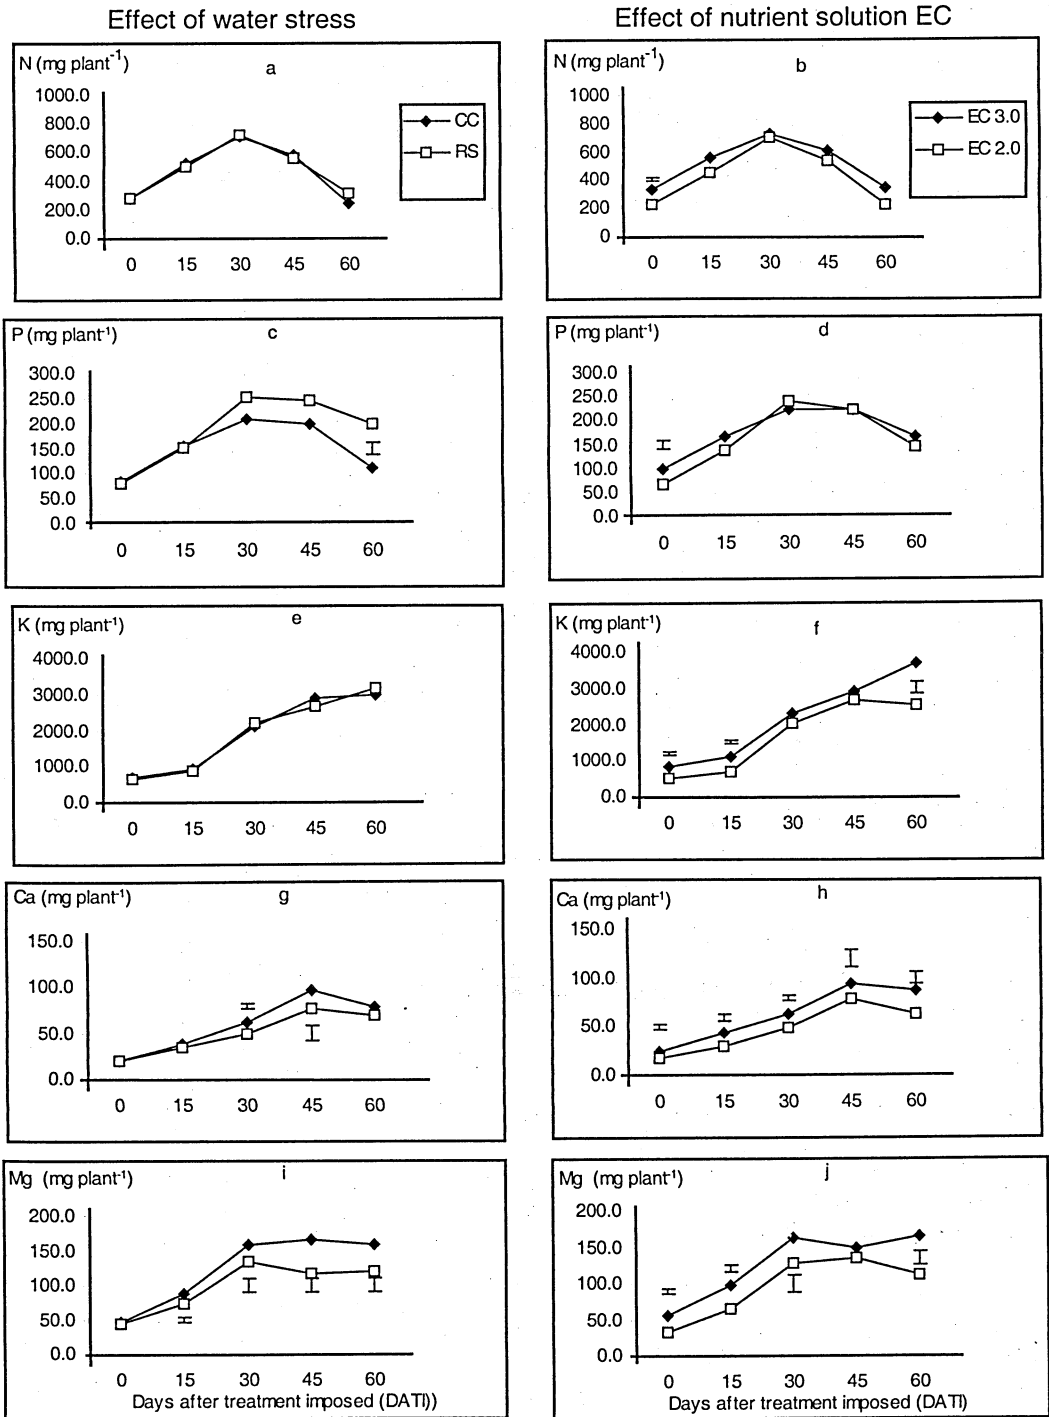 Effect of water stress
Effect of nutrient solution EC
N (mg plant-1)
a
1000.0
800.0
600.0
400.0
200.0
0.0
0 15 30 45 60
CC
RS
N (mg plant-1)
b
1000
800
600
400
200
0
0 15 30 45 60
EC 3.0
EC 2.0
P (mg plant-1)
c
300.0
250.0
200.0
150.0
100.0
50.0
0.0
0 15 30 45 60
P (mg plant-1)
d
300.0
250.0
200.0
150.0
100.0
50.0
0.0
0 15 30 45 60
K (mg plant-1)
e
4000.0
3000.0
2000.0
1000.0
0.0
0 15 30 45 60
K (mg plant-1)
f
4000.0
3000.0
2000.0
1000.0
0.0
0 15 30 45 60
Ca (mg plant-1)
g
150.0
100.0
50.0
0.0
0 15 30 45 60
Ca (mg plant-1)
h
150.0
100.0
50.0
0.0
0 15 30 45 60
Mg (mg plant-1)
i
200.0
150.0
100.0
50.0
0.0
0 15 30 45 60
Days after treatment imposed (DATI))
Mg (mg plant-1)
j
200.0
150.0
100.0
50.0
0.0
0 15 30 45 60
Days after treatment imposed (DATI)